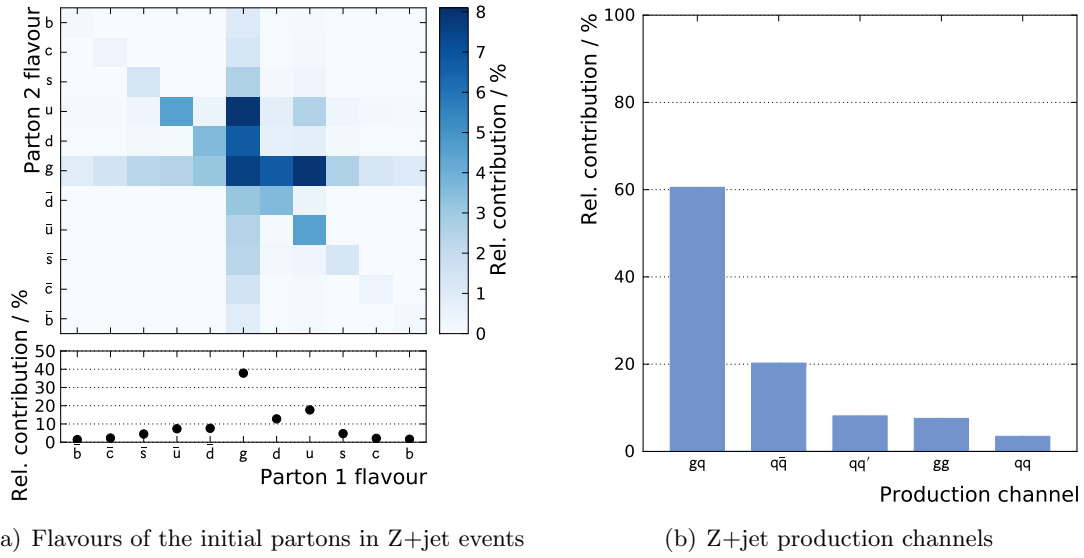 Parton 2 flavour
b
c
s
u
d
g
d̅
u̅
s̅
c̅
b̅
8
7
6
5
4
3
2
1
0
Rel. contribution / %
Rel. contribution / %
50
40
30
20
10
0
b̅ c̅ s̅ u̅ d̅ g d u s c b
Parton 1 flavour
a) Flavours of the initial partons in Z+jet events
Rel. contribution / %
100
80
60
40
20
0
gq qq̅ qq′ gg qq
Production channel
(b) Z+jet production channels